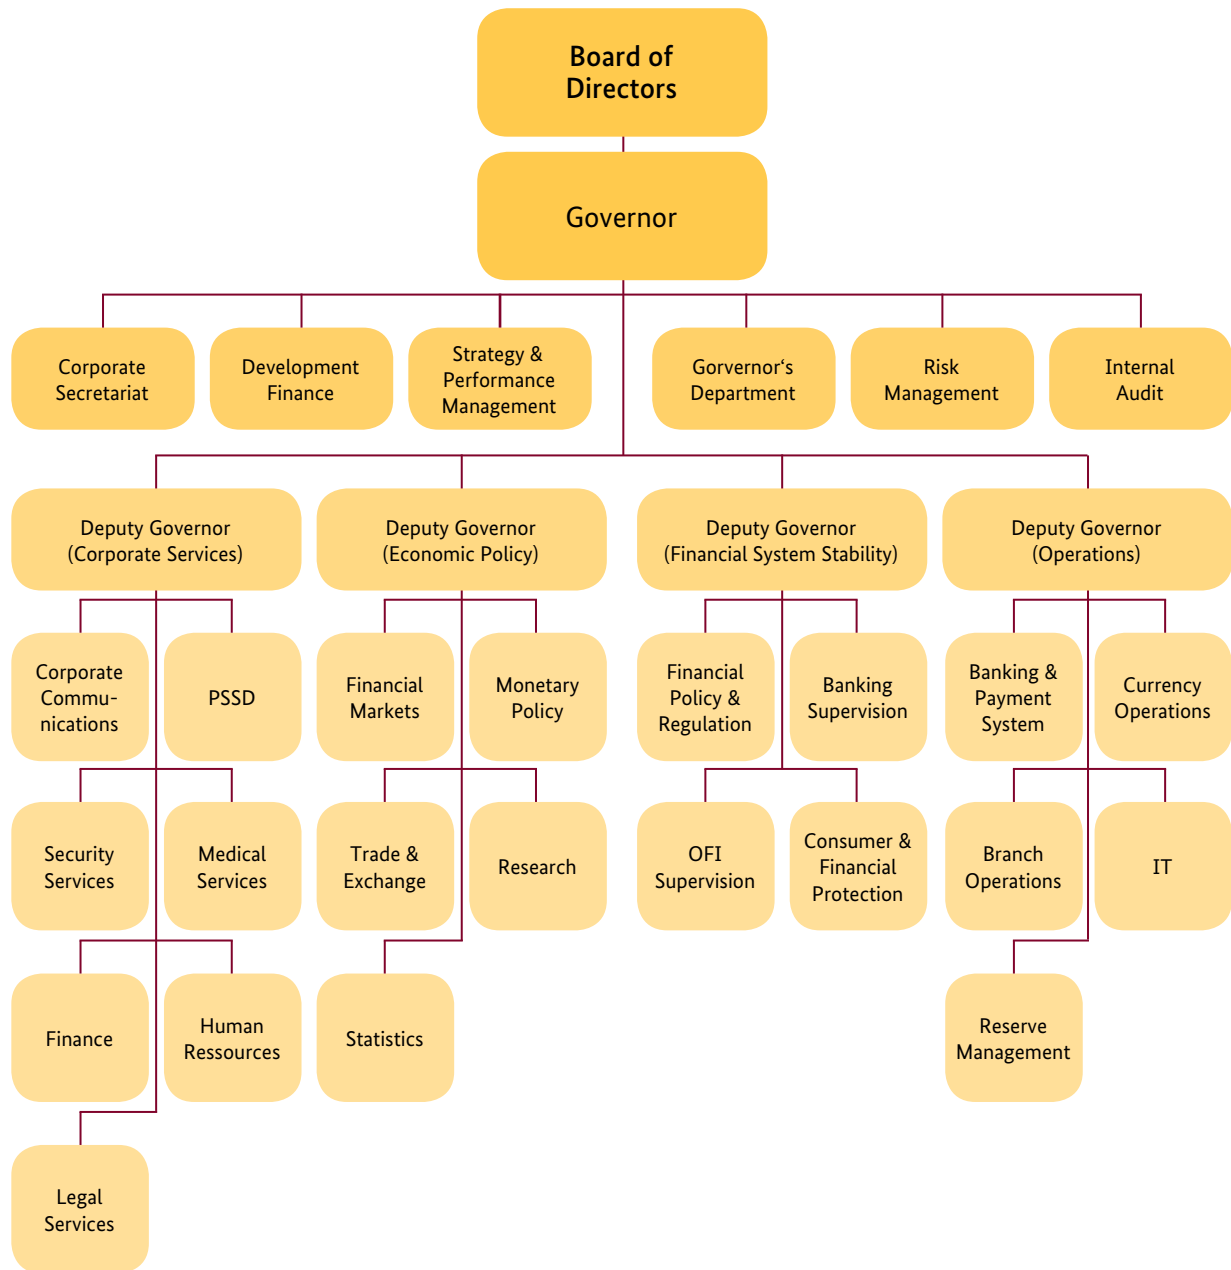 Board of
Directors
Governor
Corporate
Secretariat
Development
Finance
Strategy &
Performance
Management
Gorvernor‘s
Department
Risk
Management
Internal
Audit
Deputy Governor
(Corporate Services)
Deputy Governor
(Economic Policy)
Deputy Governor
(Financial System Stability)
Deputy Governor
(Operations)
Corporate
Commu-
nications
PSSD
Financial
Markets
Monetary
Policy
Financial
Policy &
Regulation
Banking
Supervision
Banking &
Payment
System
Currency
Operations
Security
Services
Medical
Services
Trade &
Exchange
Research
OFI
Supervision
Consumer &
Financial
Protection
Branch
Operations
IT
Finance
Human
Ressources
Statistics
Reserve
Management
Legal
Services